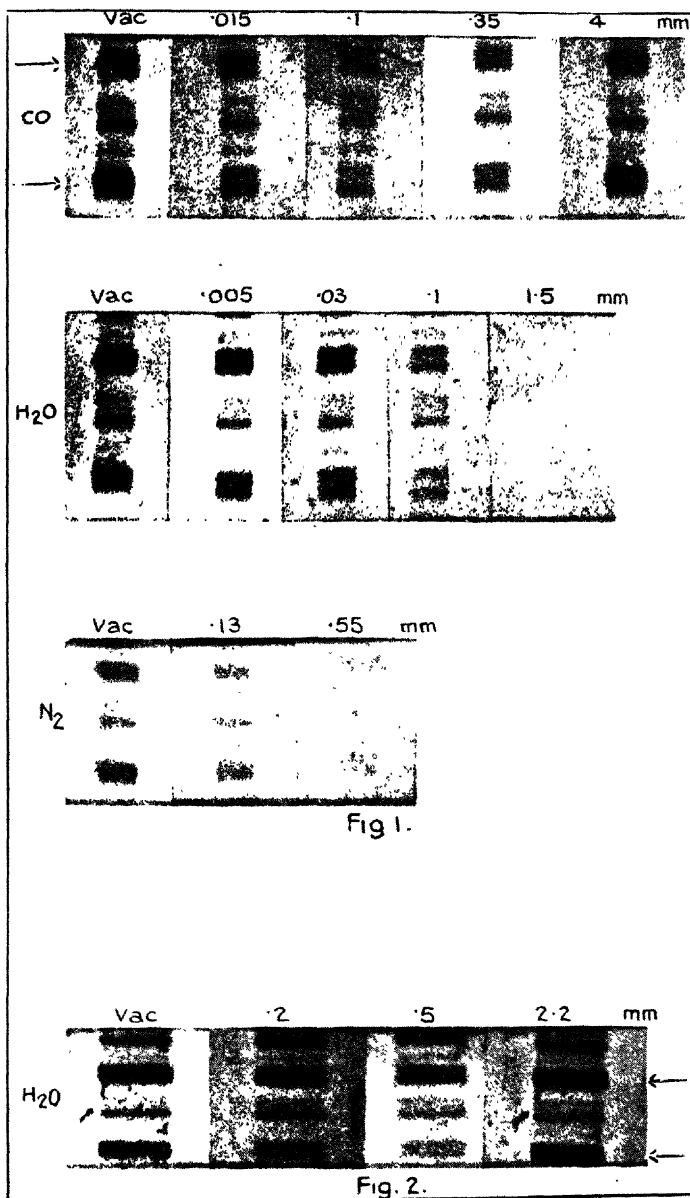 Vac ·015 ·1 ·35 4 mm
CO
Vac ·005 ·03 ·1 1·5 mm
H₂O
Vac ·13 ·55 mm
N₂
Fig 1.
Vac ·2 ·5 2·2 mm
H₂O
Fig. 2.